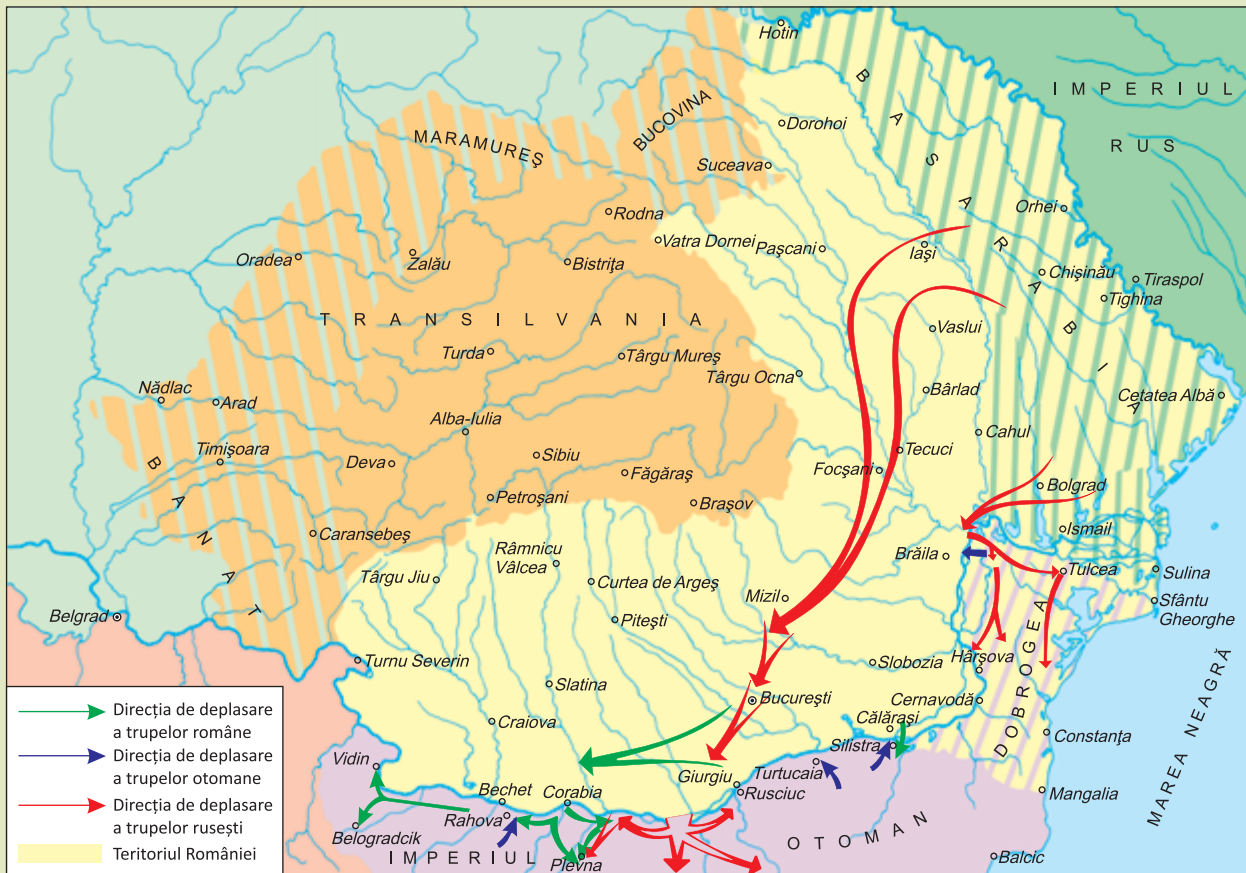 Hotin
IMPERIUL
RUS
BASARABIA
BUCOVINA
MARAMUREŞ
Dorohoi
Suceava
Rodna
Orhei
Vatra Dornei
Paşcani
Iaşi
Oradea
Zalău
Bistriţa
Chişinău
Tiraspol
Tighina
TRANSILVANIA
Vaslui
Turda
Târgu Mureş
Târgu Ocna
Nădlac
Arad
Bârlad
Cetatea Albă
Alba-Iulia
Cahul
Timişoara
Deva
Sibiu
Tecuci
Focşani
Făgăraş
Bolgrad
BANAT
Petroşani
Braşov
Caransebeş
Ismail
Râmnicu
Vâlcea
Brăila
Târgu Jiu
Curtea de Argeş
Tulcea
Sulina
Mizil
Sfântu
Gheorghe
Belgrad
Piteşti
DOBROGEA
Turnu Severin
Slobozia
Hârşova
Slatina
Bucureşti
Cernavodă
Craiova
Călăraşi
Constanţa
MAREA NEAGRĂ
Silistra
Vidin
Giurgiu
Turtucaia
Rusciuc
Mangalia
Bechet
Corabia
Rahova
Belogradcik
IMPERIUL
OTOMAN
Plevna
Balcic
Direcția de deplasare
a trupelor române
Direcția de deplasare
a trupelor otomane
Direcția de deplasare
a trupelor rusești
Teritoriul României